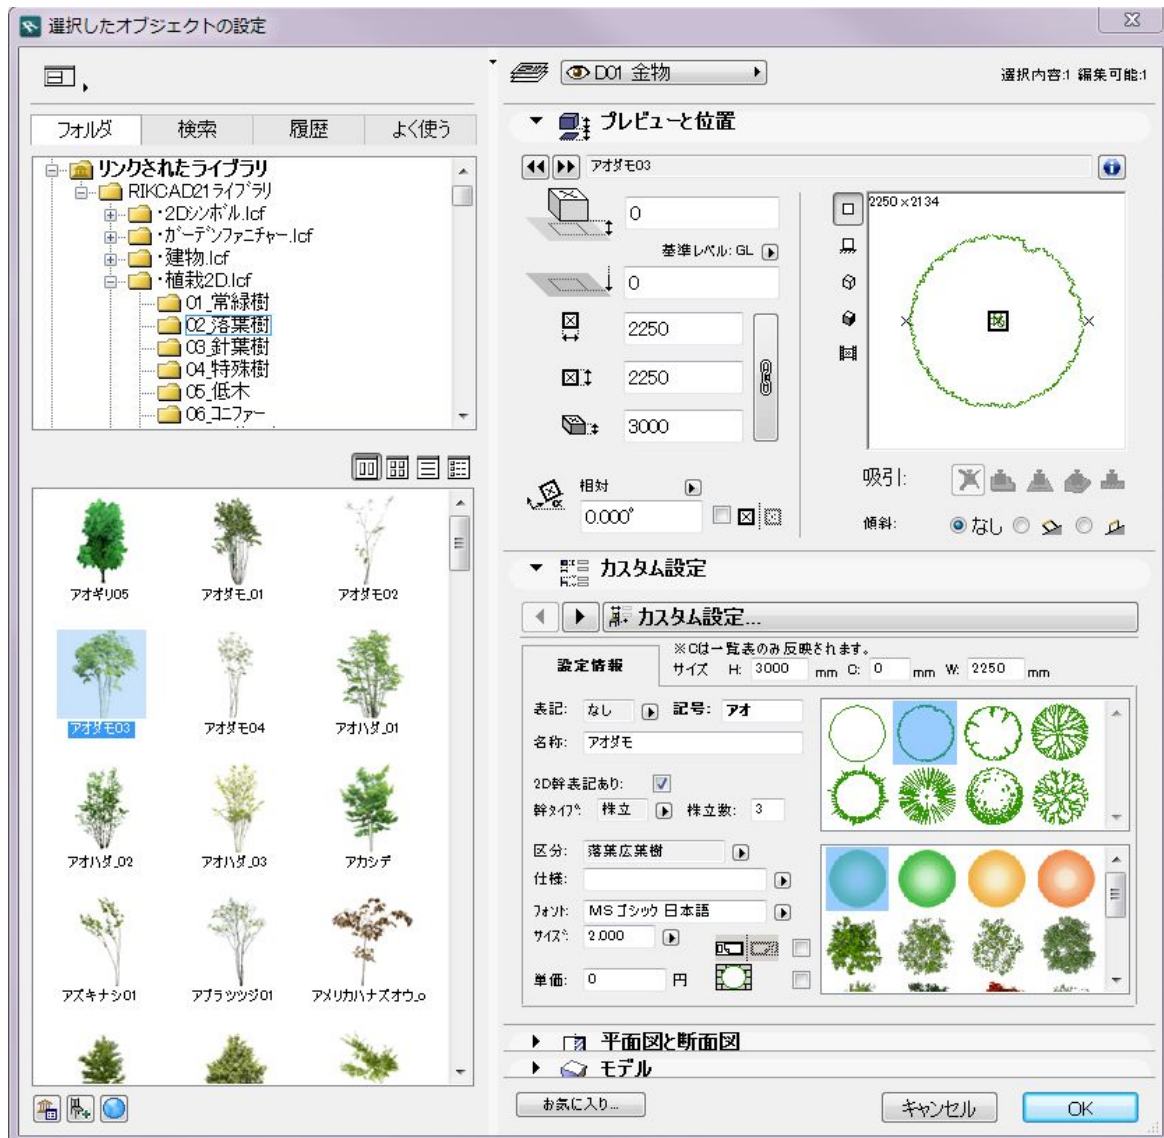 選択したオブジェクトの設定
D01 金物
選択内容:1 編集可能:1
フォルダ 検索 履歴 よく使う
リンクされたライブラリ
RIKCAD21ライブラリ
・2Dシンボル.lcf
・ガーデンファニチャー.lcf
・建物.lcf
・植栽2D.lcf
01_常緑樹
02_落葉樹
03_針葉樹
04_特殊樹
05_低木
06_コニファー
アオギリ05 アオダモ_01 アオダモ02
アオダモ03 アオダモ04 アオハダ_01
アオハダ_02 アオハダ_03 アカシデ
アズキナシ01 アブラツツジ01 アメリカハナズオウ_o
プレビューと位置
アオダモ03
0
基準レベル: GL
0
2250
2250
3000
相対
0.000°
2250×2134
吸引:
傾斜: なし
カスタム設定
カスタム設定...
※Cは一覧表のみ反映されます。
設定情報 サイズ H: 3000 mm C: 0 mm W: 2250 mm
表記: なし 記号: アオ
名称: アオダモ
2D幹表記あり:
幹タイプ: 株立 株立数: 3
区分: 落葉広葉樹
仕様:
フォント: MS ゴシック 日本語
サイズ: 2.000
単価: 0 円
平面図と断面図
モデル
お気に入り... キャンセル OK